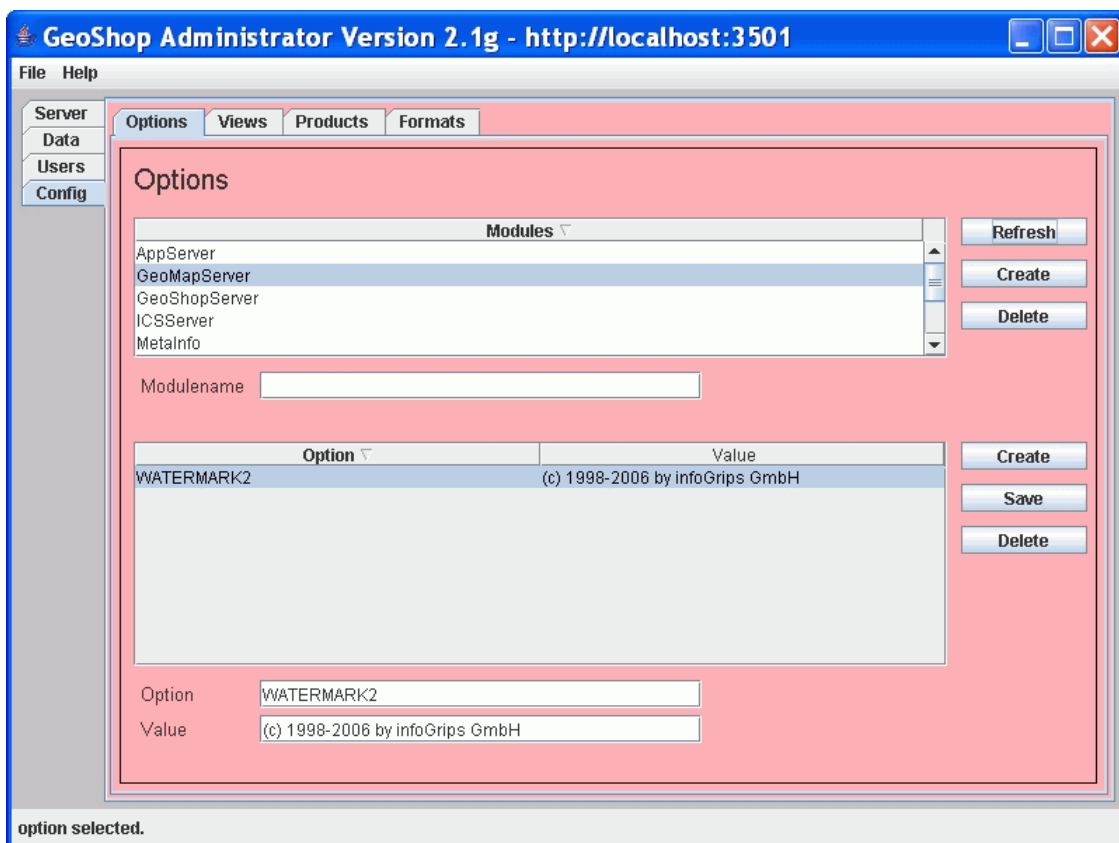 GeoShop Administrator Version 2.1g - http://localhost:3501
File Help
Server
Data
Users
Config
Options Views Products Formats
Options
Modules
AppServer
GeoMapServer
GeoShopServer
ICSServer
MetaInfo
Refresh
Create
Delete
Modulename
Option Value
WATERMARK2 (c) 1998-2006 by infoGrips GmbH
Create
Save
Delete
Option WATERMARK2
Value (c) 1998-2006 by infoGrips GmbH
option selected.